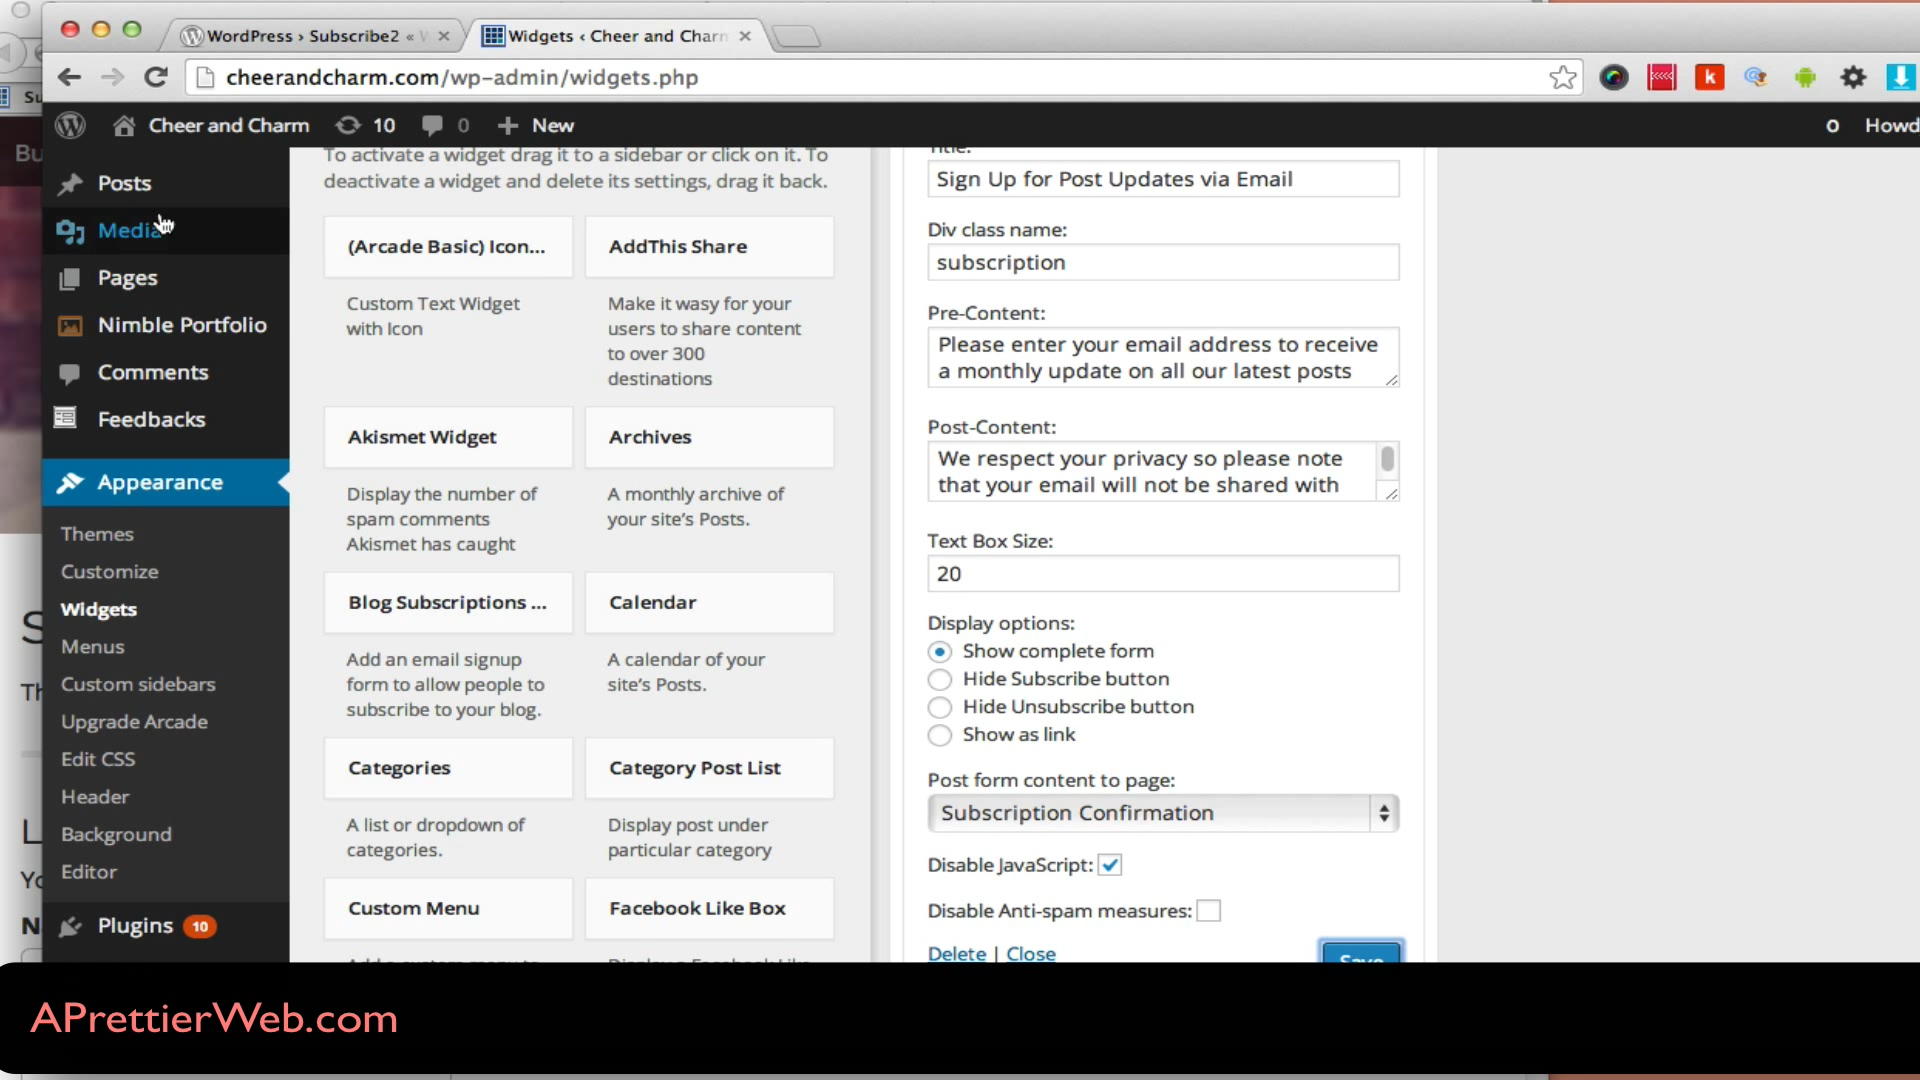 WordPress › Subscribe2 «
Widgets ‹ Cheer and Charm
cheerandcharm.com/wp-admin/widgets.php
Cheer and Charm
10
0
New
0
Howd
Posts
Media
Pages
Nimble Portfolio
Comments
Feedbacks
Appearance
Themes
Customize
Widgets
Menus
Custom sidebars
Upgrade Arcade
Edit CSS
Header
Background
Editor
Plugins 10
To activate a widget drag it to a sidebar or click on it. To
deactivate a widget and delete its settings, drag it back.
(Arcade Basic) Icon...
Custom Text Widget
with Icon
AddThis Share
Make it wasy for your
users to share content
to over 300
destinations
Akismet Widget
Display the number of
spam comments
Akismet has caught
Archives
A monthly archive of
your site's Posts.
Blog Subscriptions ...
Add an email signup
form to allow people to
subscribe to your blog.
Calendar
A calendar of your
site's Posts.
Categories
A list or dropdown of
categories.
Category Post List
Display post under
particular category
Custom Menu
Facebook Like Box
Title:
Sign Up for Post Updates via Email
Div class name:
subscription
Pre-Content:
Please enter your email address to receive
a monthly update on all our latest posts
Post-Content:
We respect your privacy so please note
that your email will not be shared with
Text Box Size:
20
Display options:
Show complete form
Hide Subscribe button
Hide Unsubscribe button
Show as link
Post form content to page:
Subscription Confirmation
Disable JavaScript:
Disable Anti-spam measures:
Delete | Close
Save
APrettierWeb.com